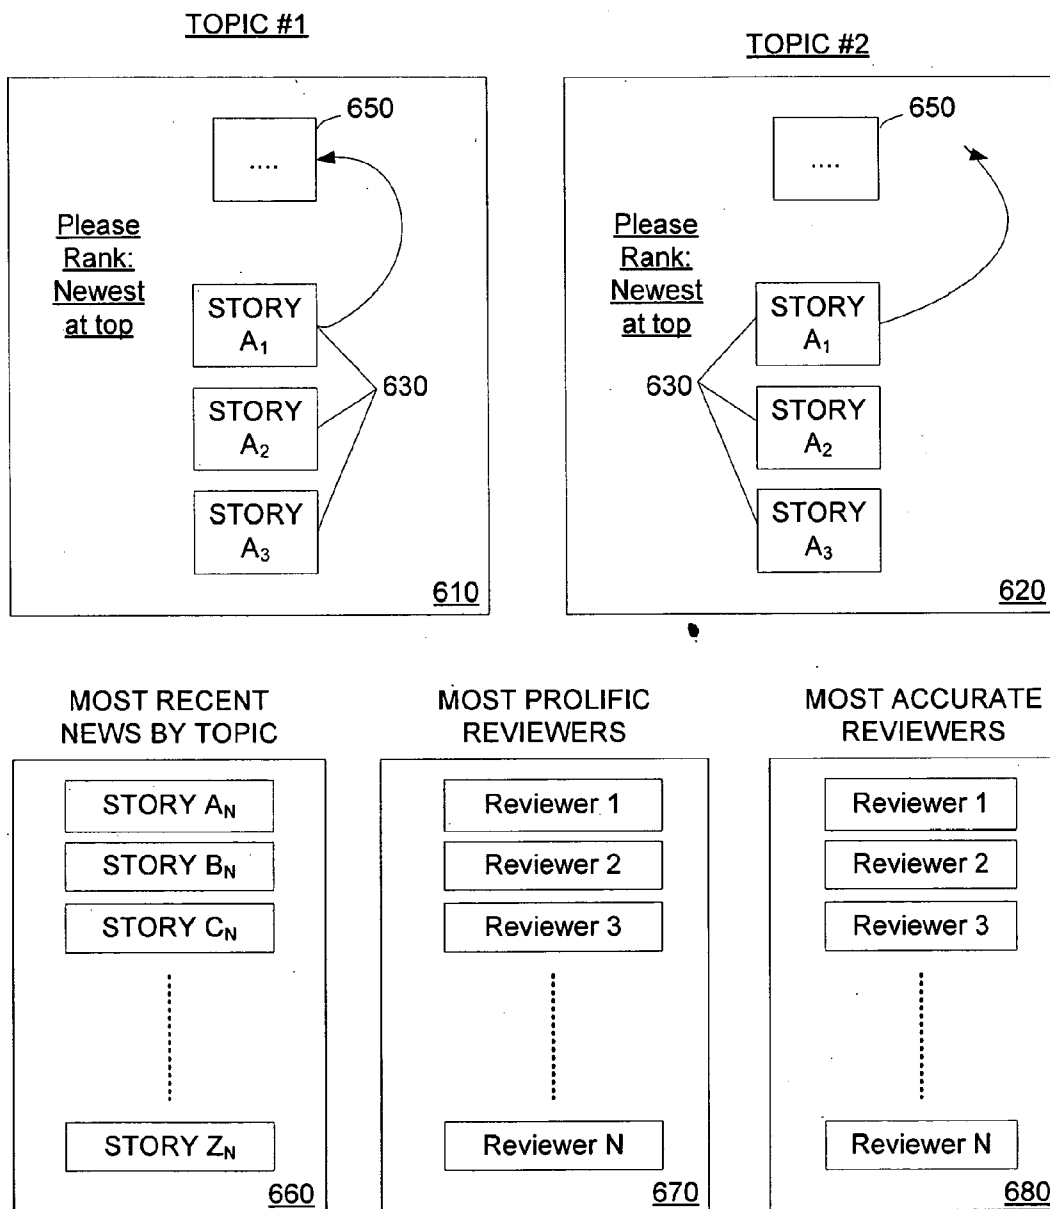 TOPIC #1
650
....
Please
Rank:
Newest
at top
STORY
A₁
630
STORY
A₂
STORY
A₃
610
TOPIC #2
650
....
Please
Rank:
Newest
at top
STORY
A₁
630
STORY
A₂
STORY
A₃
620
MOST RECENT
NEWS BY TOPIC
STORY Aₙ
STORY Bₙ
STORY Cₙ
STORY Zₙ
660
MOST PROLIFIC
REVIEWERS
Reviewer 1
Reviewer 2
Reviewer 3
Reviewer N
670
MOST ACCURATE
REVIEWERS
Reviewer 1
Reviewer 2
Reviewer 3
Reviewer N
680